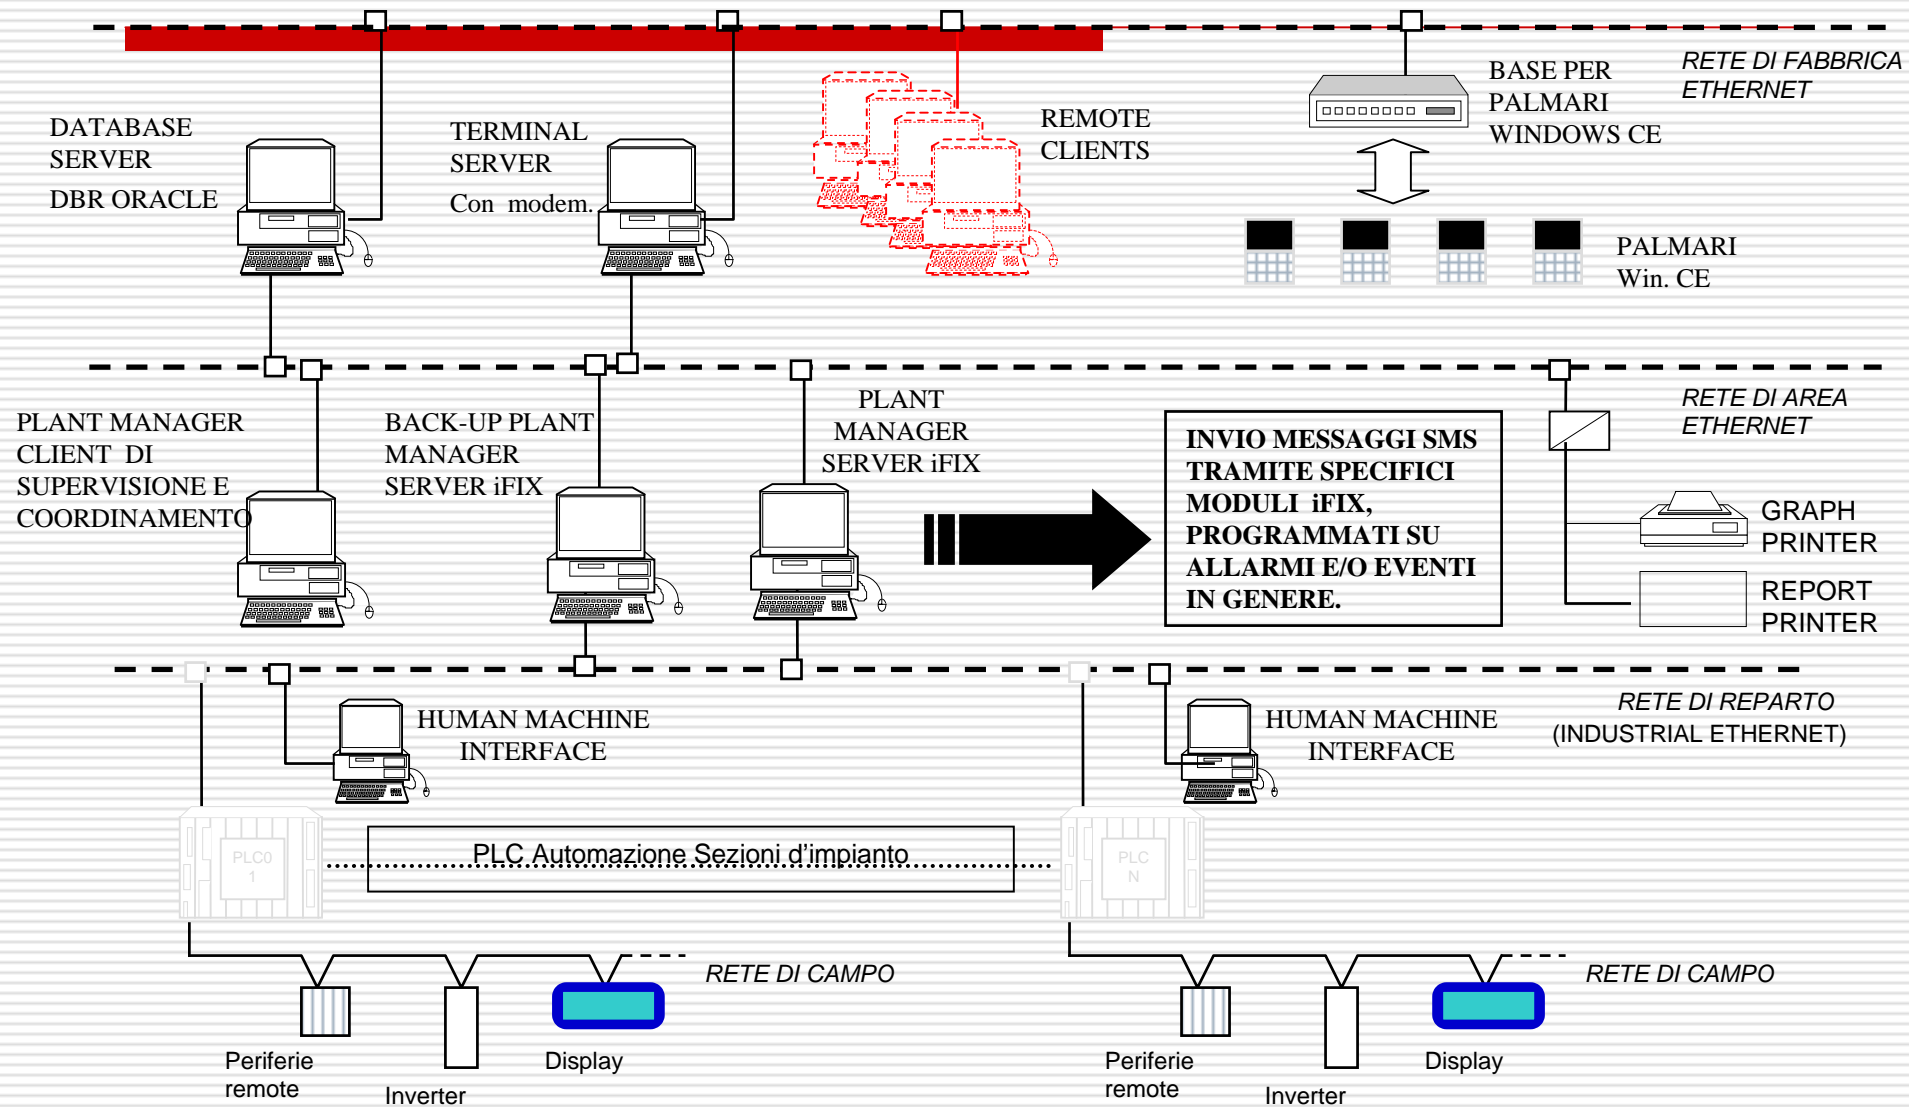 RETE DI FABBRICA
ETHERNET
DATABASE
SERVER
DBR ORACLE
TERMINAL
SERVER
Con  modem.
REMOTE
CLIENTS
BASE PER
PALMARI
WINDOWS CE
PALMARI
Win. CE
RETE DI AREA
ETHERNET
PLANT MANAGER
CLIENT  DI
SUPERVISIONE E
COORDINAMENTO
BACK-UP PLANT
MANAGER
SERVER iFIX
PLANT
MANAGER
SERVER iFIX
INVIO MESSAGGI SMS
TRAMITE SPECIFICI
MODULI  iFIX,
PROGRAMMATI SU
ALLARMI E/O EVENTI
IN GENERE.
GRAPH
PRINTER
REPORT
PRINTER
RETE DI REPARTO
(INDUSTRIAL ETHERNET)
HUMAN MACHINE
INTERFACE
HUMAN MACHINE
INTERFACE
PLC0
1
PLC Automazione Sezioni d'impianto
PLC
N
RETE DI CAMPO
RETE DI CAMPO
Periferie
remote
Inverter
Display
Periferie
remote
Inverter
Display